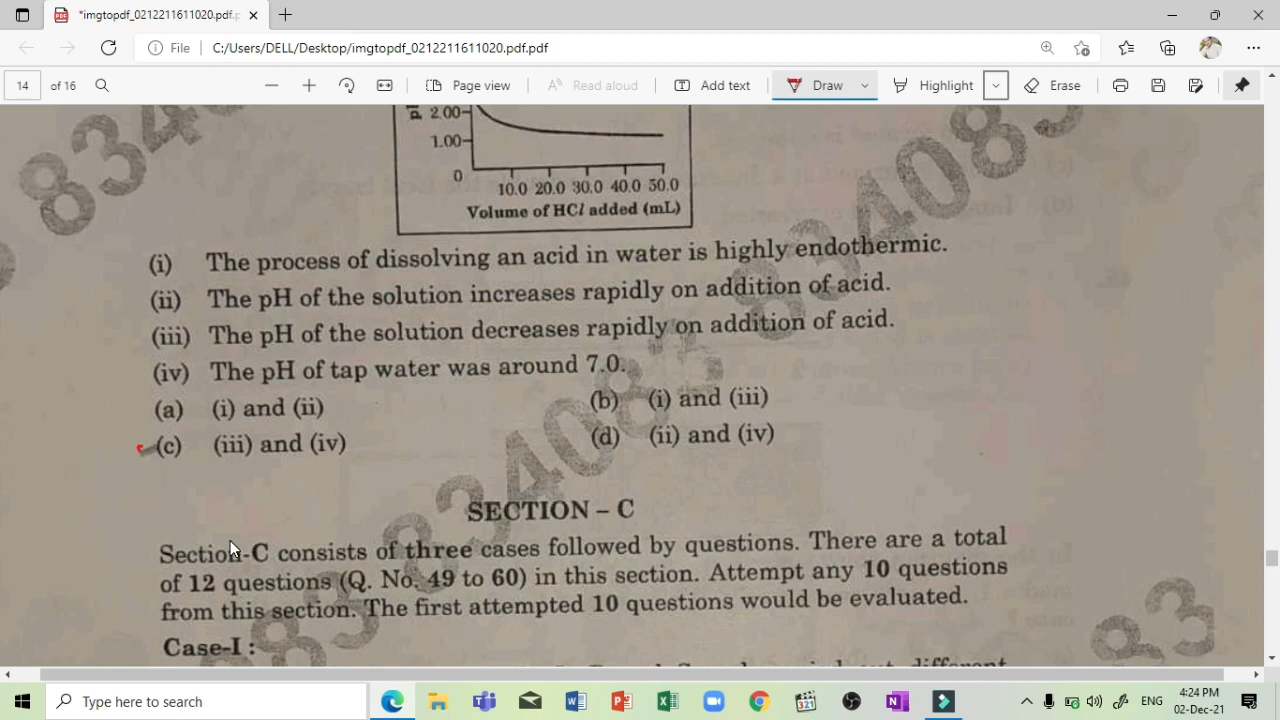 *imgtopdf_0212211611020.pdf.p
File C:/Users/DELL/Desktop/imgtopdf_0212211611020.pdf.pdf
14 of 16 Page view Read aloud Add text Draw Highlight Erase
2.00
1.00
0
10.0 20.0 30.0 40.0 50.0
Volume of HCl added (mL)
(i) The process of dissolving an acid in water is highly endothermic.
(ii) The pH of the solution increases rapidly on addition of acid.
(iii) The pH of the solution decreases rapidly on addition of acid.
(iv) The pH of tap water was around 7.0.
(a) (i) and (ii) (b) (i) and (iii)
(c) (iii) and (iv) (d) (ii) and (iv)
SECTION – C
Section-C consists of three cases followed by questions. There are a total
of 12 questions (Q. No. 49 to 60) in this section. Attempt any 10 questions
from this section. The first attempted 10 questions would be evaluated.
Case-I :
different
Type here to search
ENG 4:24 PM
02-Dec-21